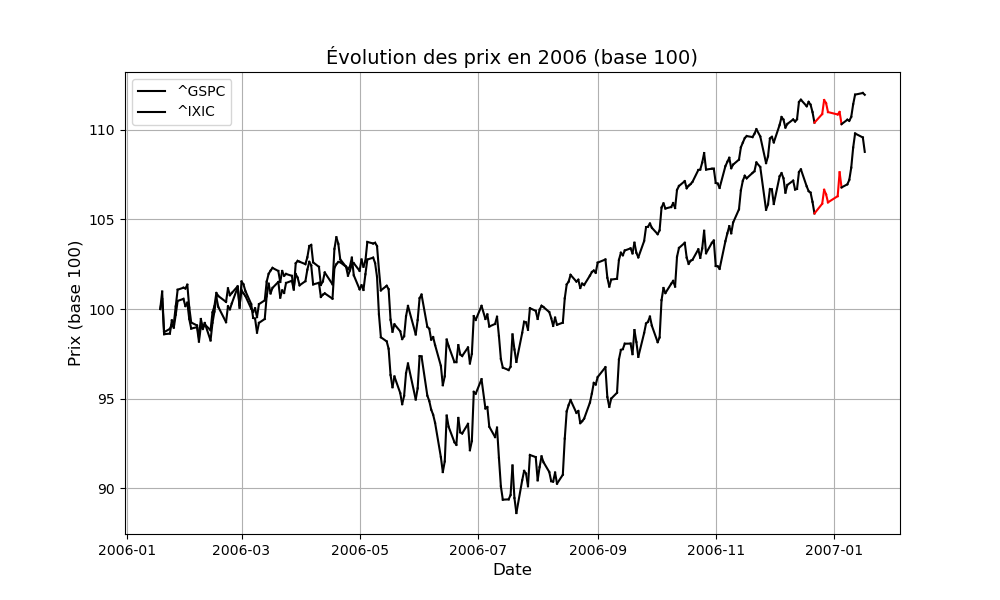 Évolution des prix en 2006 (base 100)
^GSPC
^IXIC
Prix (base 100)
110
105
100
95
90
2006-01 2006-03 2006-05 2006-07 2006-09 2006-11 2007-01
Date